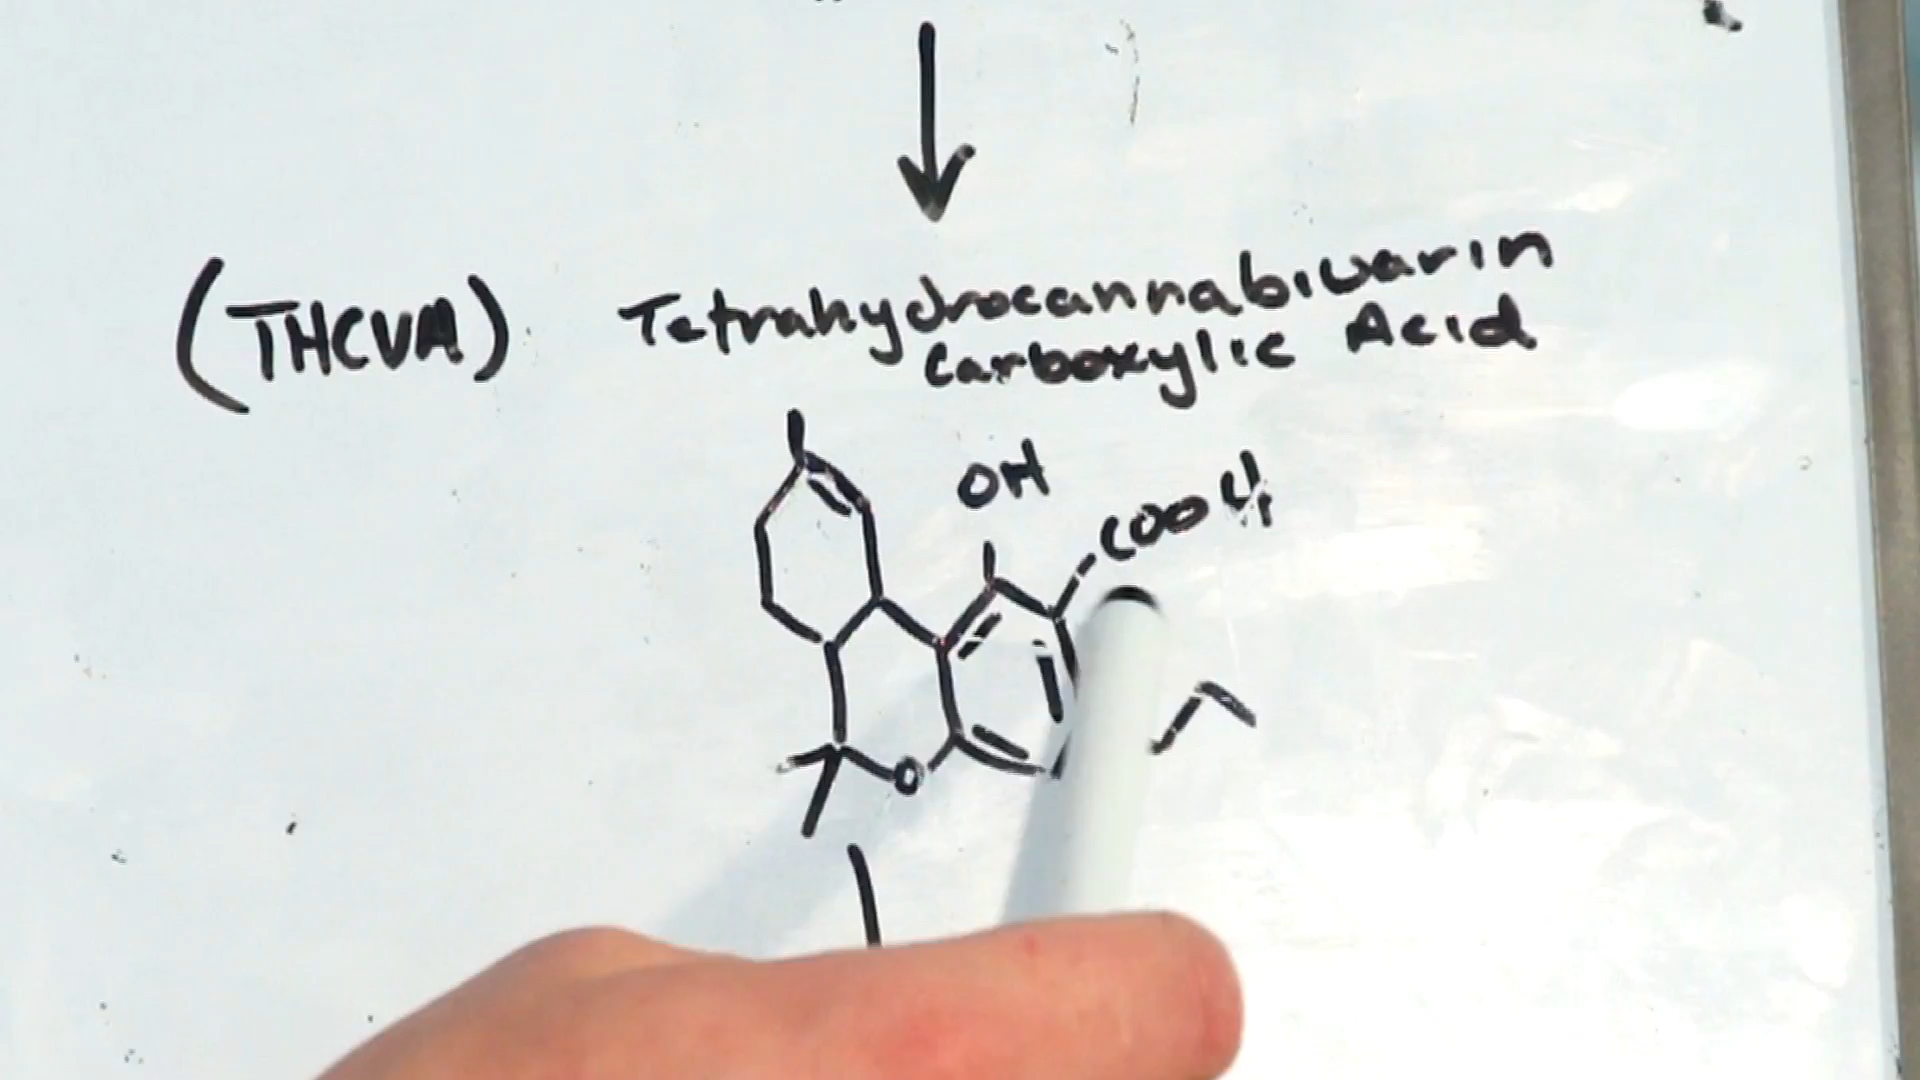 (THCVA) Tetrahydrocannabivarin
Carboxylic Acid
OH
COOH
O